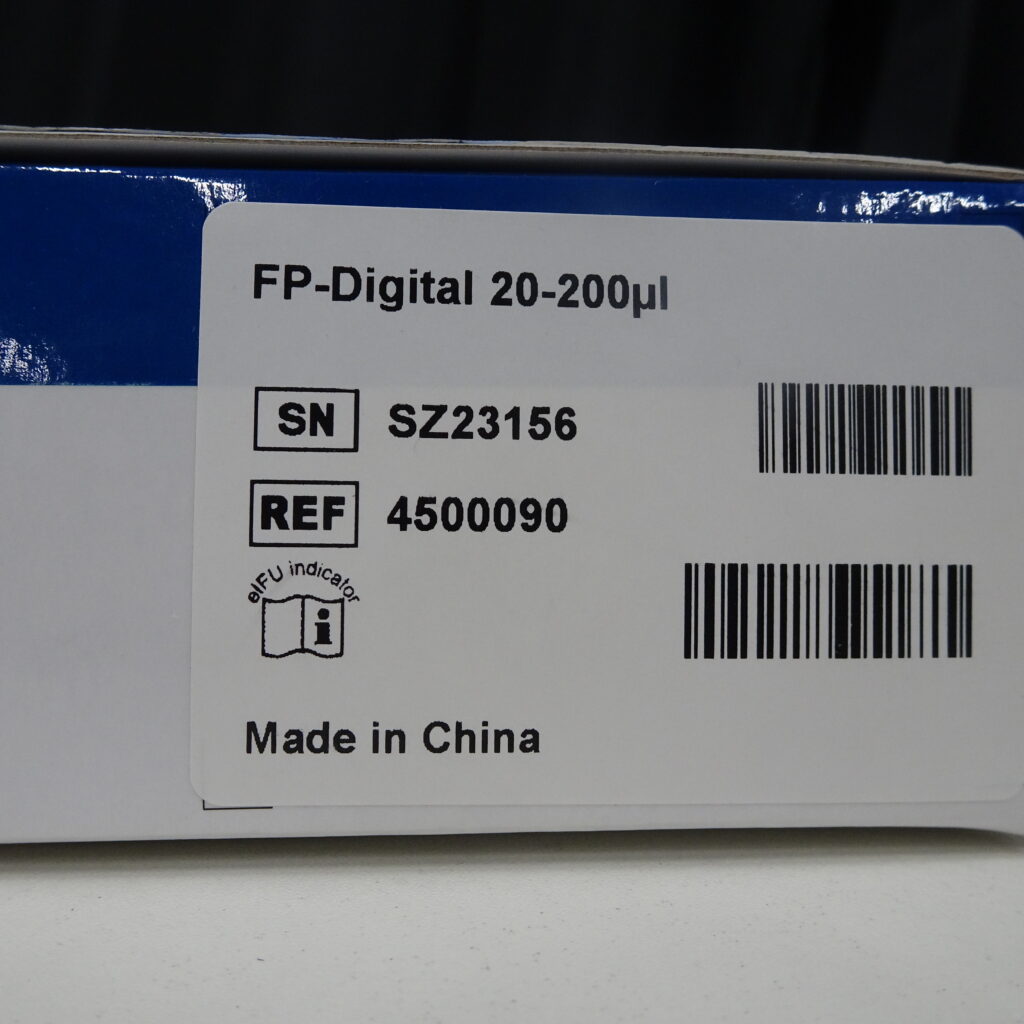 FP-Digital 20-200µl
SN SZ23156
REF 4500090
eIFU indicator
i
Made in China